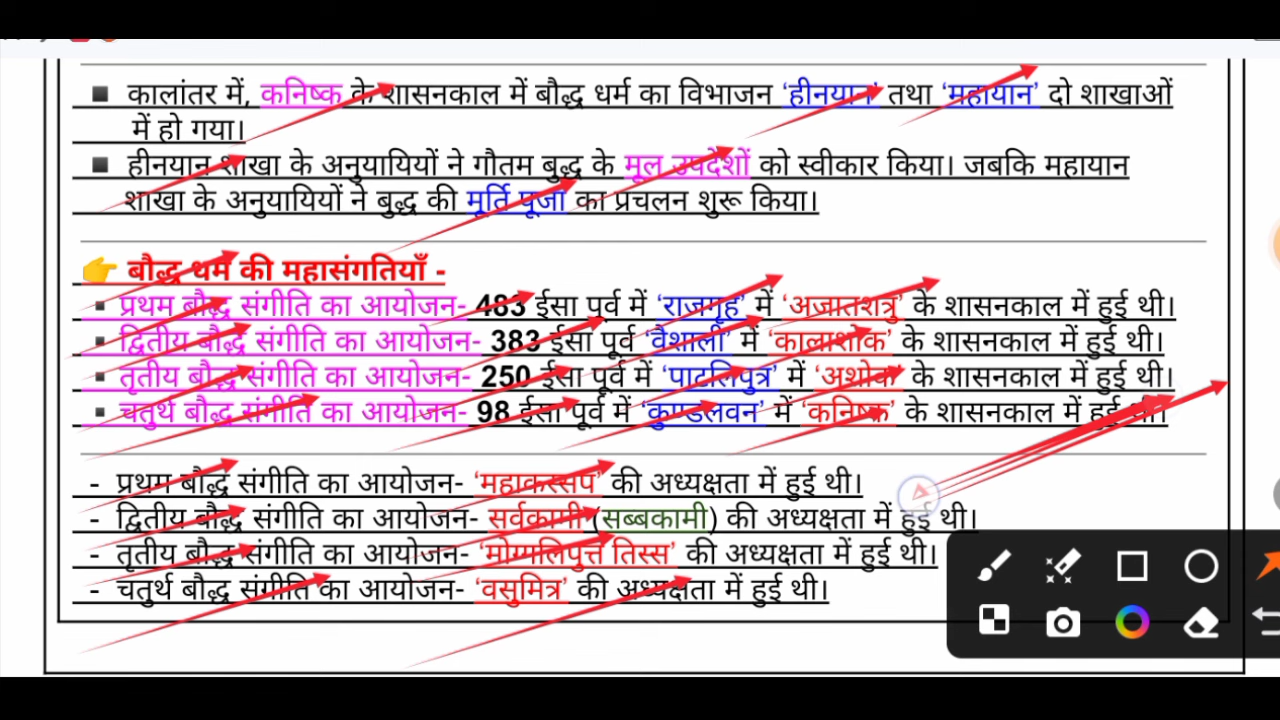 ▪ कालांतर में, कनिष्क के शासनकाल में बौद्ध धर्म का विभाजन ‘हीनयान’ तथा ‘महायान’ दो शाखाओं
में हो गया।
▪ हीनयान शाखा के अनुयायियों ने गौतम बुद्ध के मूल उपदेशों को स्वीकार किया। जबकि महायान
शाखा के अनुयायियों ने बुद्ध की मूर्ति पूजा का प्रचलन शुरू किया।
👉 बौद्ध धर्म की महासंगतियाँ -
▪ प्रथम बौद्ध संगीति का आयोजन- 483 ईसा पूर्व में ‘राजगृह’ में ‘अजातशत्रु’ के शासनकाल में हुई थी।
▪ द्वितीय बौद्ध संगीति का आयोजन- 383 ईसा पूर्व ‘वैशाली’ में ‘कालाशोक’ के शासनकाल में हुई थी।
▪ तृतीय बौद्ध संगीति का आयोजन- 250 ईसा पूर्व में ‘पाटलिपुत्र’ में ‘अशोक’ के शासनकाल में हुई थी।
▪ चतुर्थ बौद्ध संगीति का आयोजन- 98 ईसा पूर्व में ‘कुण्डलवन’ में ‘कनिष्क’ के शासनकाल में हुई थी।
- प्रथम बौद्ध संगीति का आयोजन- ‘महाकस्सप’ की अध्यक्षता में हुई थी।
- द्वितीय बौद्ध संगीति का आयोजन- सर्वकामी (सब्बकामी) की अध्यक्षता में हुई थी।
- तृतीय बौद्ध संगीति का आयोजन- ‘मोग्गलिपुत्त तिस्स’ की अध्यक्षता में हुई थी।
- चतुर्थ बौद्ध संगीति का आयोजन- ‘वसुमित्र’ की अध्यक्षता में हुई थी।